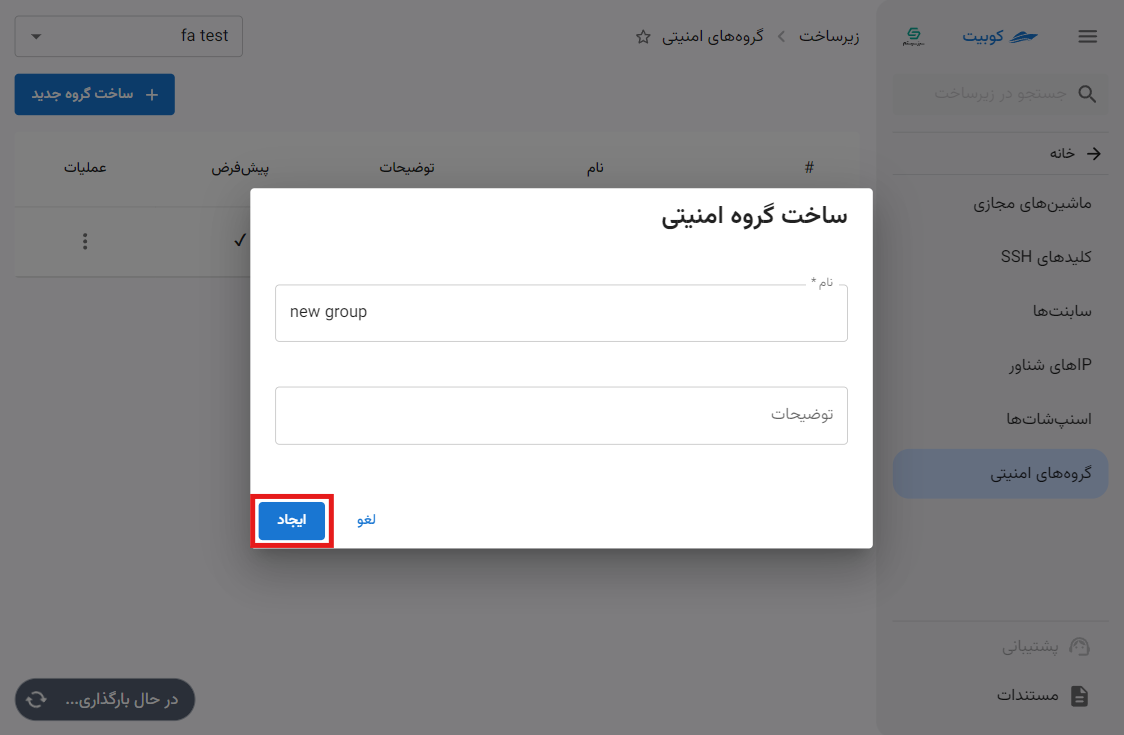 کوبیت
زیرساخت
گروه‌های امنیتی
fa test
جستجو در زیرساخت
ساخت گروه جدید
خانه
ماشین‌های مجازی
کلیدهای SSH
سابنت‌ها
IPهای شناور
اسنپ‌شات‌ها
گروه‌های امنیتی
پشتیبانی
مستندات
# نام توضیحات پیش‌فرض عملیات
ساخت گروه امنیتی
نام *
new group
توضیحات
لغو
ایجاد
در حال بارگذاری...